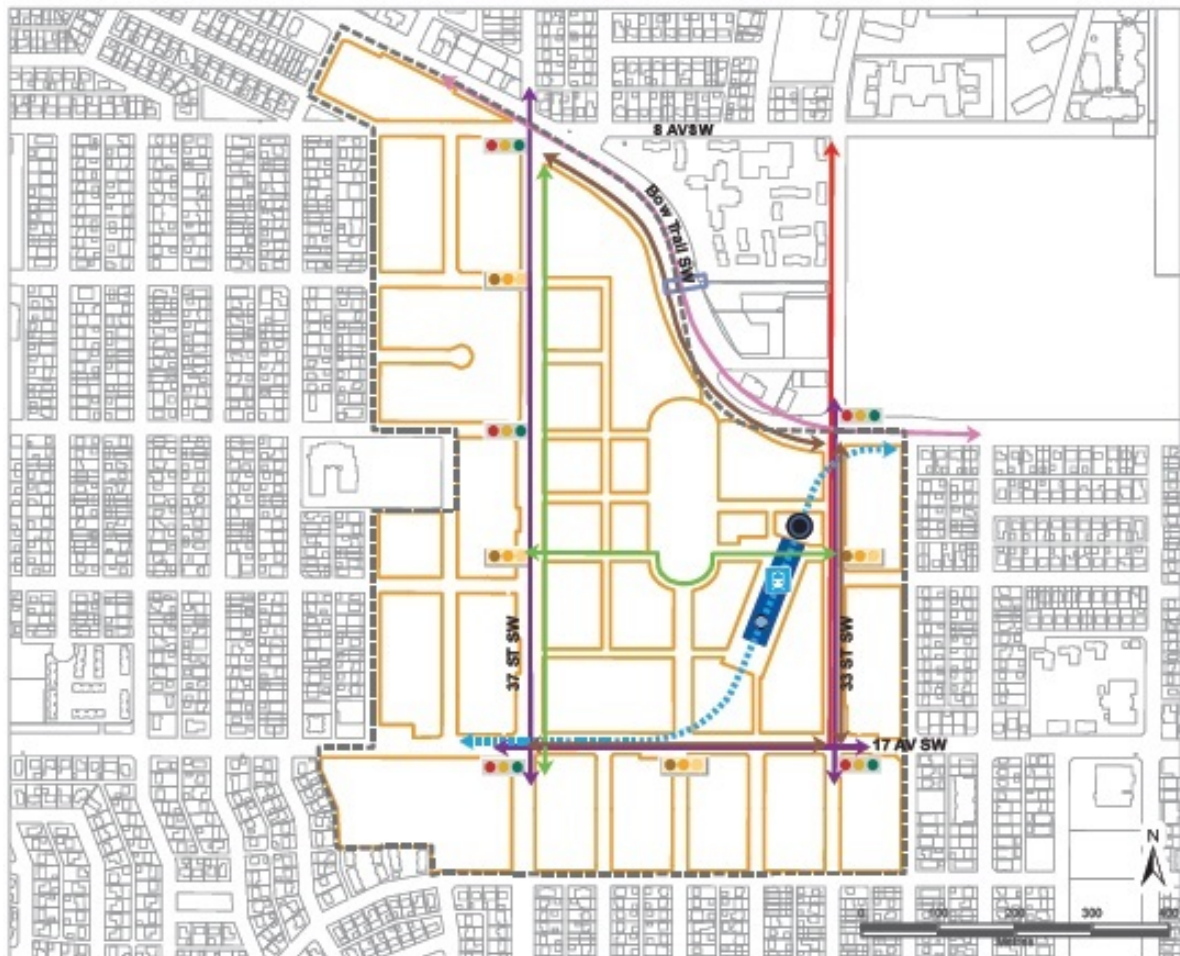 8 AVSW
Bow Trail SW
37 ST SW
33 ST SW
17 AV SW
N
0 100 200 300 400
Metres